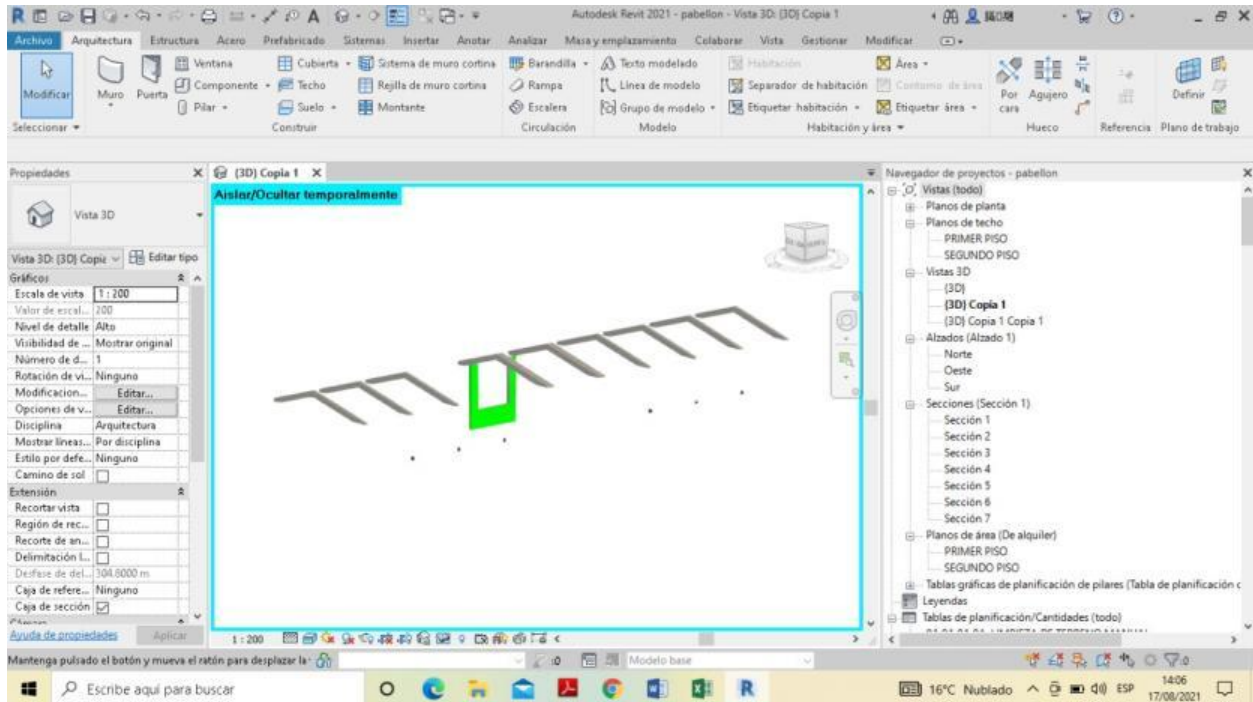 Autodesk Revit 2021 - pabellon - Vista 3D: {3D} Copia 1
Archivo Arquitectura Estructura Acero Prefabricado Sistemas Insertar Anotar Analizar Masa y emplazamiento Colaborar Vista Gestionar Modificar
Modificar
Seleccionar
Muro
Puerta
Ventana
Componente
Pilar
Cubierta
Techo
Suelo
Sistema de muro cortina
Rejilla de muro cortina
Montante
Construir
Barandilla
Rampa
Escalera
Circulación
Texto modelado
Línea de modelo
Grupo de modelo
Modelo
Habitación
Separador de habitación
Etiquetar habitación
Área
Contorno de área
Etiquetar área
Habitación y área
Por
cara
Agujero
Hueco
Referencia
Definir
Plano de trabajo
Propiedades
Vista 3D
Vista 3D: {3D} Copia
Editar tipo
Gráficos
Escala de vista 1 : 200
Valor de escal... 200
Nivel de detalle Alto
Visibilidad de ... Mostrar original
Número de d... 1
Rotación de vi... Ninguno
Modificacion... Editar...
Opciones de v... Editar...
Disciplina Arquitectura
Mostrar líneas... Por disciplina
Estilo por defe... Ninguno
Camino de sol
Extensión
Recortar vista
Región de rec...
Recorte de an...
Delimitación l...
Desfase de del... 304.8000 m
Caja de refere... Ninguno
Caja de sección
Cámara
Ayuda de propiedades Aplicar
{3D} Copia 1
Aislar/Ocultar temporalmente
1 : 200
Navegador de proyectos - pabellon
Vistas (todo)
Planos de planta
Planos de techo
PRIMER PISO
SEGUNDO PISO
Vistas 3D
{3D}
{3D} Copia 1
{3D} Copia 1 Copia 1
Alzados (Alzado 1)
Norte
Oeste
Sur
Secciones (Sección 1)
Sección 1
Sección 2
Sección 3
Sección 4
Sección 5
Sección 6
Sección 7
Planos de área (De alquiler)
PRIMER PISO
SEGUNDO PISO
Tablas gráficas de planificación de pilares (Tabla de planificación c
Leyendas
Tablas de planificación/Cantidades (todo)
Mantenga pulsado el botón y mueva el ratón para desplazar la
:0
Modelo base
:0
Escribe aquí para buscar
16°C Nublado
ESP
14:06
17/08/2021